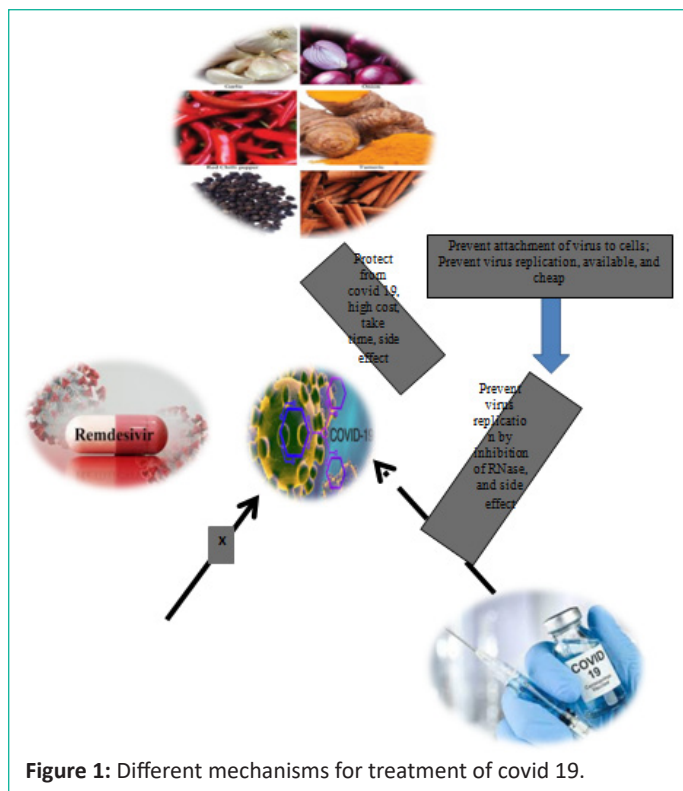 Garlic
Onion
Red Chilli pepper
Turmeric
Prevent attachment of virus to cells;
Prevent virus replication, available, and
cheap
Protect
from
covid 19,
high cost,
take
time, side
effect
Remdesivir
COVID-19
Prevent
virus
replicatio
n by
inhibition
of RNase,
and side
effect
X
COVID
19
Coronavirus
Vaccine
Figure 1: Different mechanisms for treatment of covid 19.